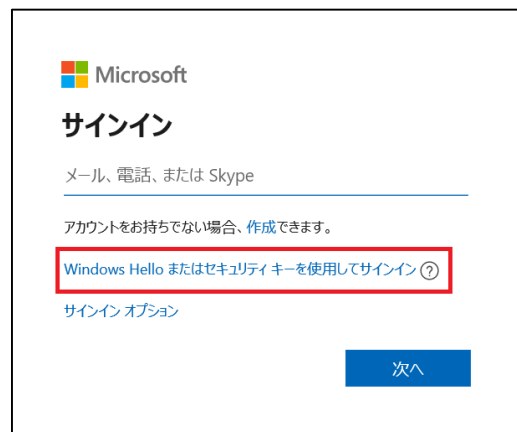 Microsoft
サインイン
メール、電話、または Skype
アカウントをお持ちでない場合、作成できます。
Windows Hello またはセキュリティ キーを使用してサインイン ?
サインイン オプション
次へ